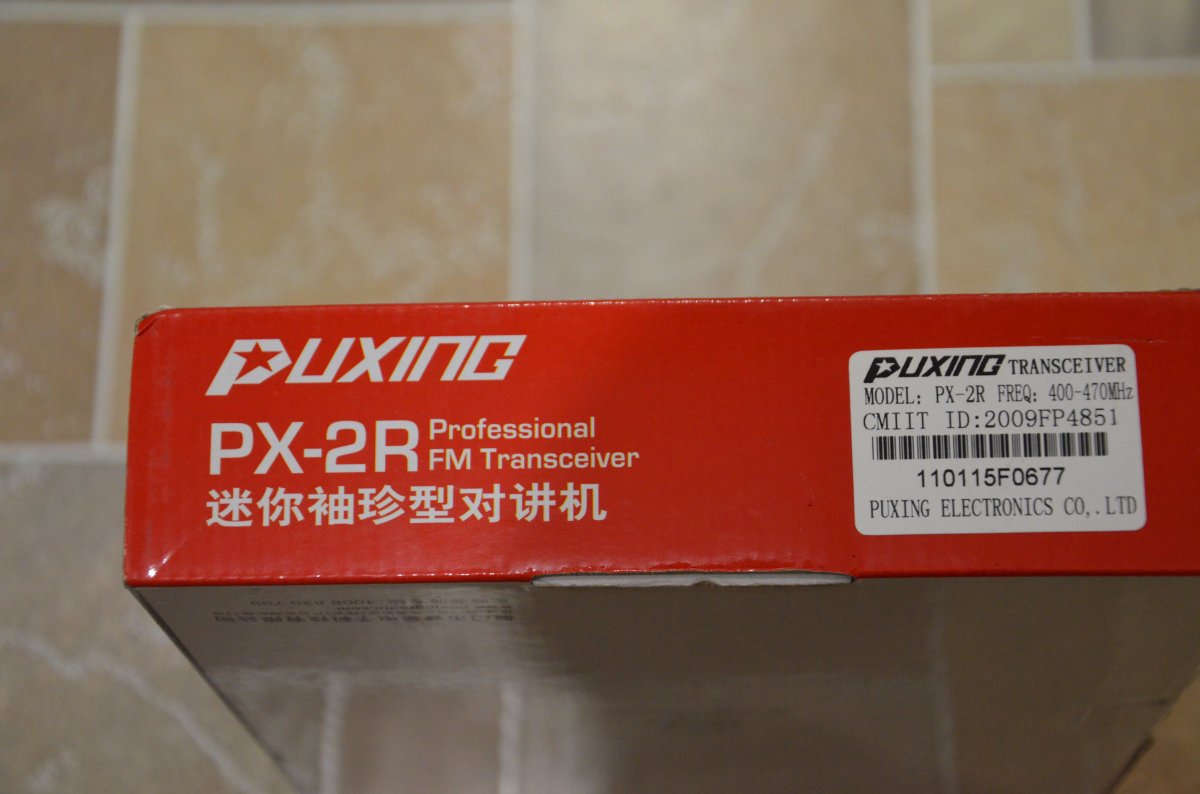 PUXING
PX-2R Professional
FM Transceiver
迷你袖珍型对讲机
PUXING TRANSCEIVER
MODEL: PX-2R FREQ: 400-470MHz
CMIIT ID:2009FP4851
110115F0677
PUXING ELECTRONICS CO,.LTD